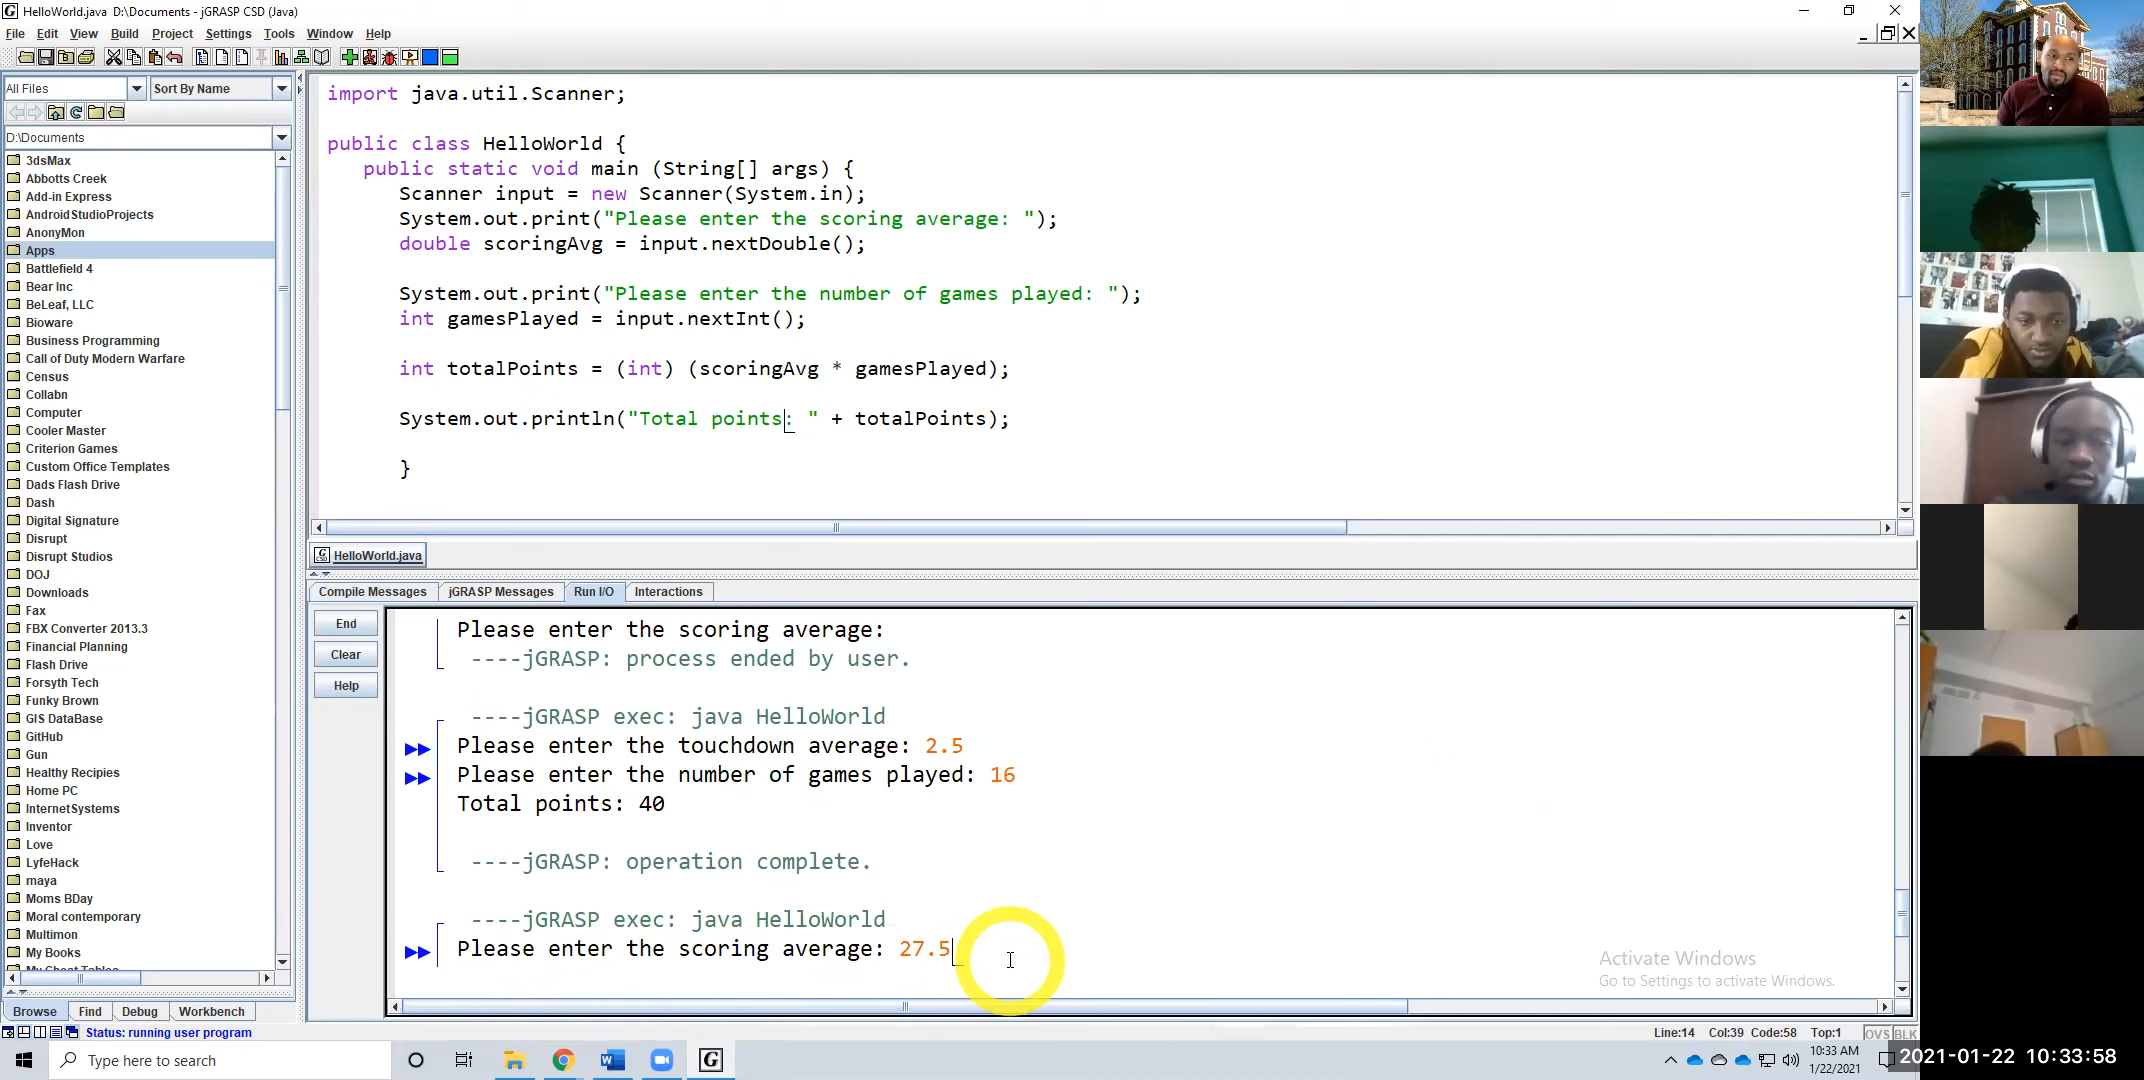 HelloWorld.java  D:\Documents - jGRASP CSD (Java)
File Edit View Build Project Settings Tools Window Help
All Files
Sort By Name
D:\Documents
3dsMax
Abbotts Creek
Add-in Express
AndroidStudioProjects
AnonyMon
Apps
Battlefield 4
Bear Inc
BeLeaf, LLC
Bioware
Business Programming
Call of Duty Modern Warfare
Census
Collabn
Computer
Cooler Master
Criterion Games
Custom Office Templates
Dads Flash Drive
Dash
Digital Signature
Disrupt
Disrupt Studios
DOJ
Downloads
Fax
FBX Converter 2013.3
Financial Planning
Flash Drive
Forsyth Tech
Funky Brown
GIS DataBase
GitHub
Gun
Healthy Recipies
Home PC
InternetSystems
Inventor
Love
LyfeHack
maya
Moms BDay
Moral contemporary
Multimon
My Books
My Cheat Tables
Browse Find Debug Workbench
import java.util.Scanner;
public class HelloWorld {
public static void main (String[] args) {
Scanner input = new Scanner(System.in);
System.out.print("Please enter the scoring average: ");
double scoringAvg = input.nextDouble();
System.out.print("Please enter the number of games played: ");
int gamesPlayed = input.nextInt();
int totalPoints = (int) (scoringAvg * gamesPlayed);
System.out.println("Total points: " + totalPoints);
}
HelloWorld.java
Compile Messages jGRASP Messages Run I/O Interactions
End
Clear
Help
Please enter the scoring average:
----jGRASP: process ended by user.
----jGRASP exec: java HelloWorld
Please enter the touchdown average: 2.5
Please enter the number of games played: 16
Total points: 40
----jGRASP: operation complete.
----jGRASP exec: java HelloWorld
Please enter the scoring average: 27.5
Activate Windows
Go to Settings to activate Windows.
Status: running user program
Line:14 Col:39 Code:58 Top:1 OVS BLK
Type here to search
10:33 AM
1/22/2021
2021-01-22 10:33:58